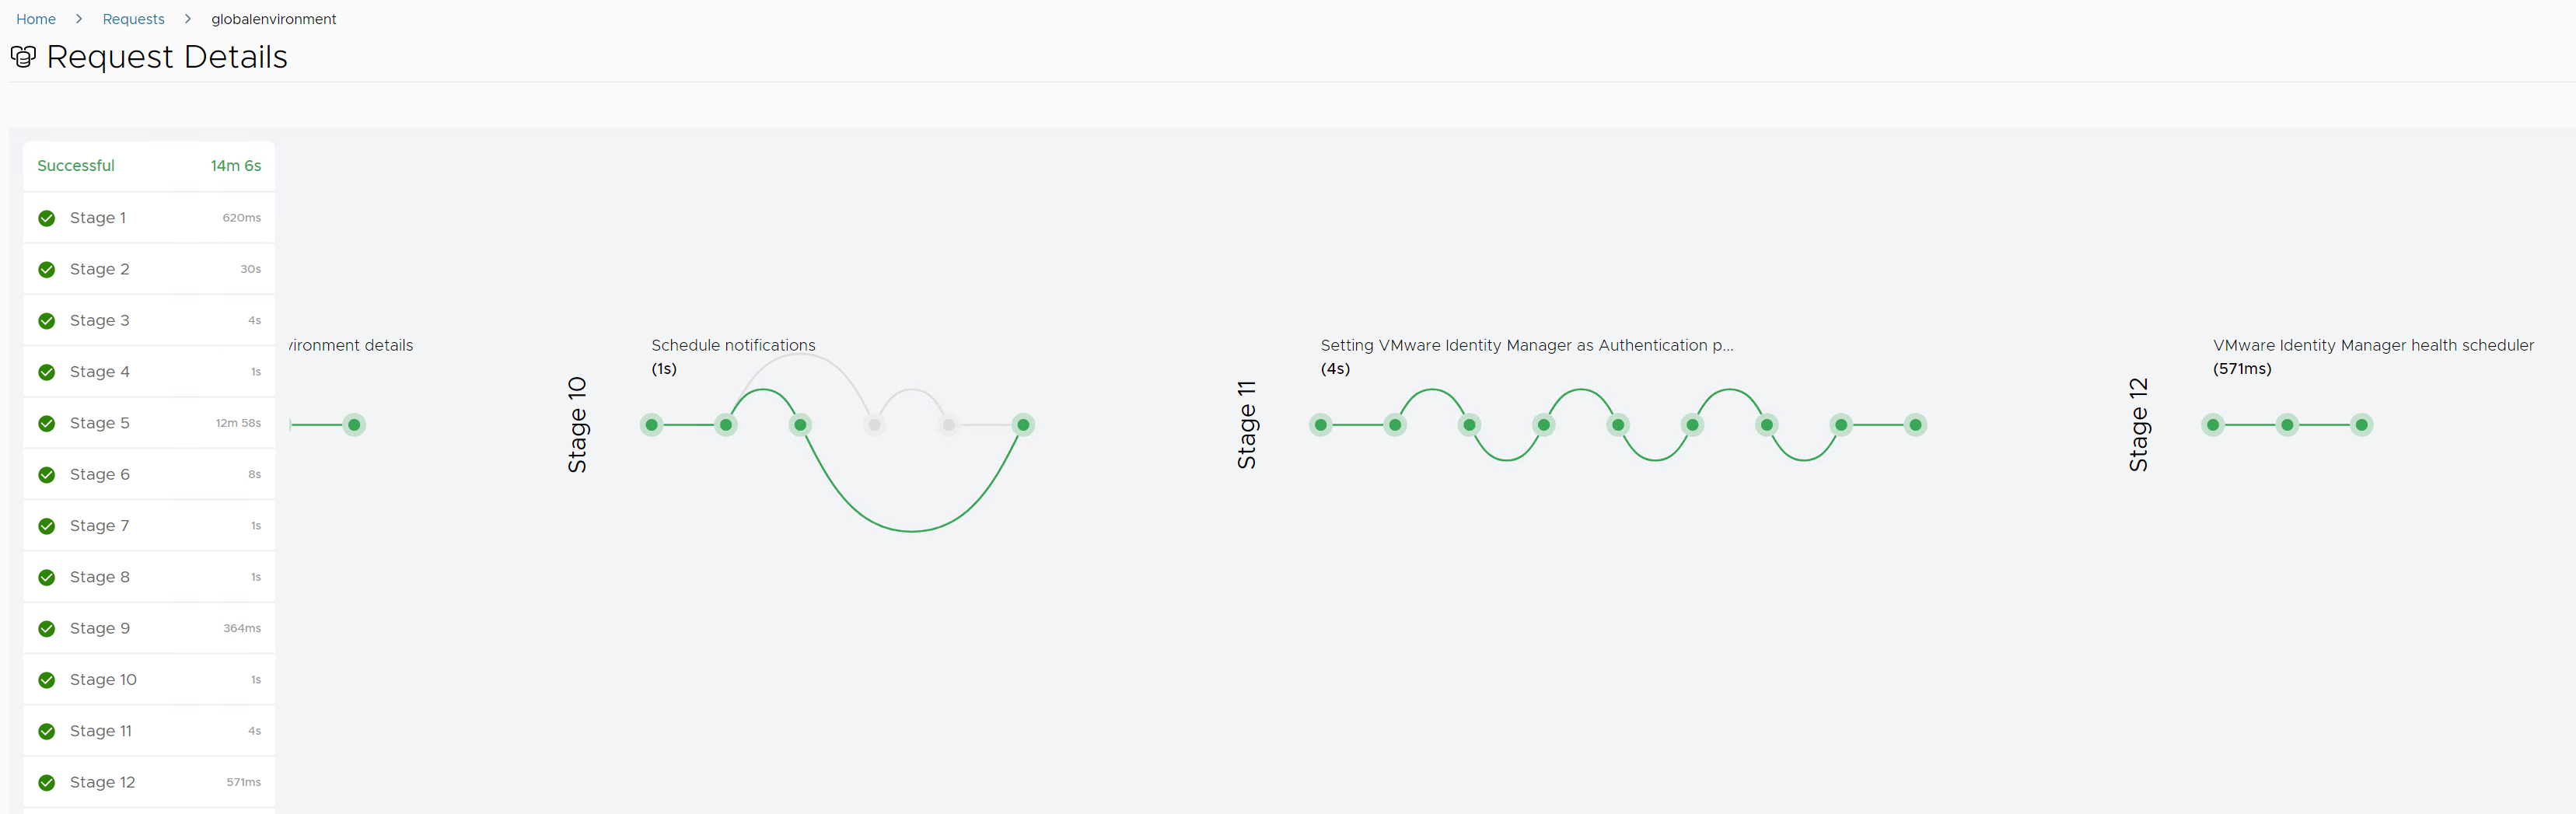 Home > Requests > globalenvironment
Request Details
Successful 14m 6s
Stage 1 620ms
Stage 2 30s
Stage 3 4s
Stage 4 1s
Stage 5 12m 58s
Stage 6 8s
Stage 7 1s
Stage 8 1s
Stage 9 364ms
Stage 10 1s
Stage 11 4s
Stage 12 571ms
vironment details
Stage 10
Schedule notifications
(1s)
Stage 11
Setting VMware Identity Manager as Authentication p...
(4s)
Stage 12
VMware Identity Manager health scheduler
(571ms)